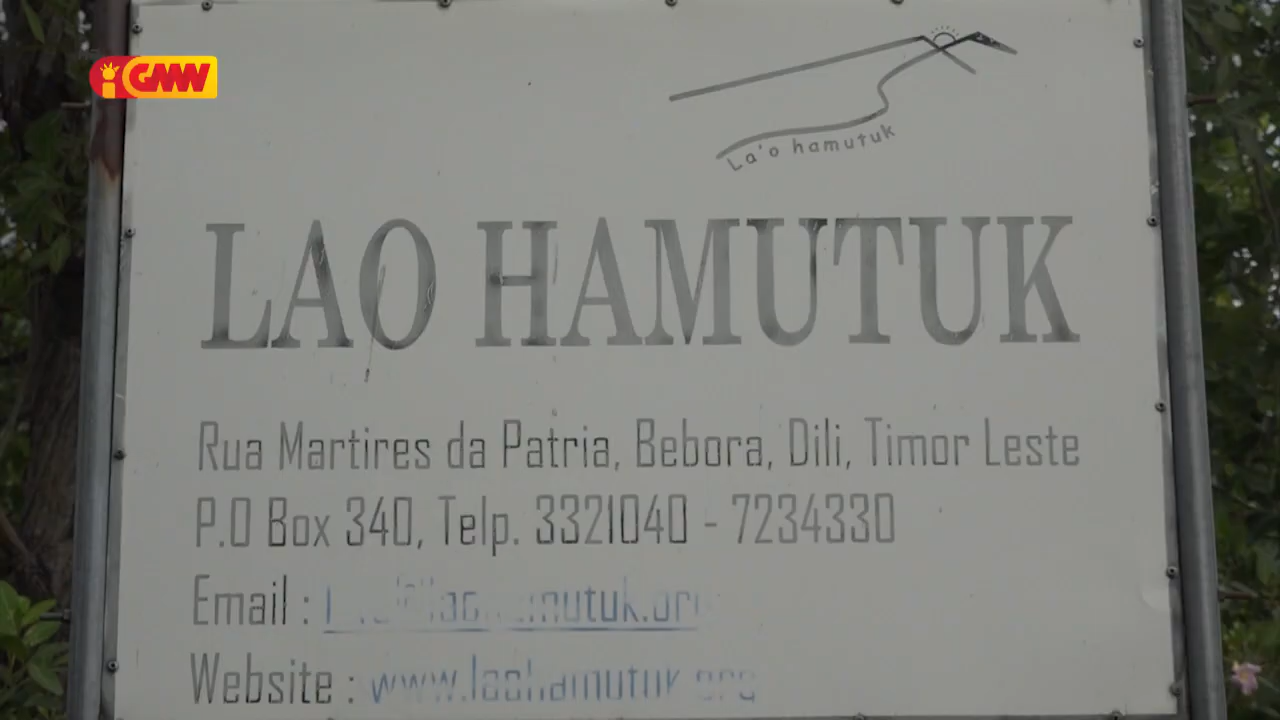 GMN
La'o hamutuk
LAO HAMUTUK
Rua Martires da Patria, Bebora, Dili, Timor Leste
P.O Box 340, Telp. 3321040 - 7234330
Email :
Website : www.laohamutuk.org